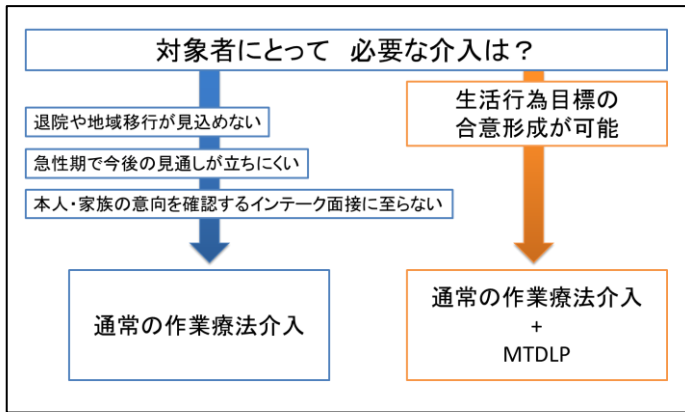 対象者にとって 必要な介入は？
退院や地域移行が見込めない
急性期で今後の見通しが立ちにくい
本人・家族の意向を確認するインテーク面接に至らない
通常の作業療法介入
生活行為目標の
合意形成が可能
通常の作業療法介入
+
MTDLP